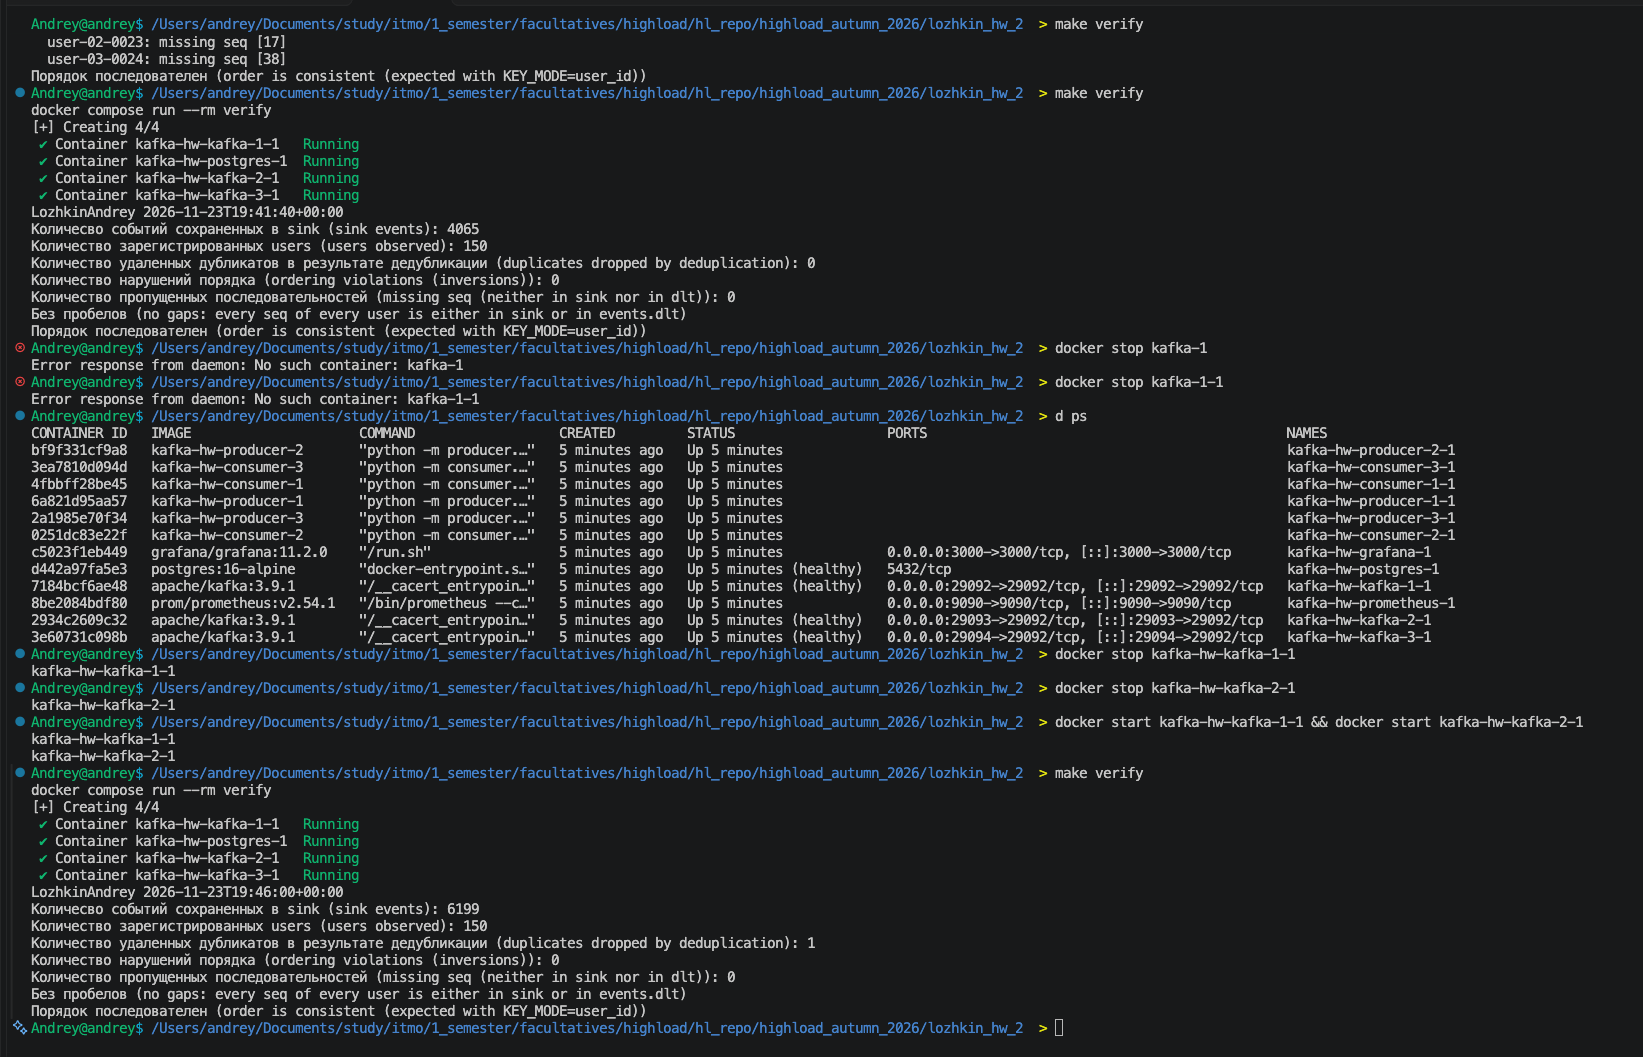 Andrey@andrey$ /Users/andrey/Documents/study/itmo/1_semester/facultatives/highload/hl_repo/highload_autumn_2026/lozhkin_hw_2 > make verify
user-02-0023: missing seq [17]
user-03-0024: missing seq [38]
Порядок последователен (order is consistent (expected with KEY_MODE=user_id))
Andrey@andrey$ /Users/andrey/Documents/study/itmo/1_semester/facultatives/highload/hl_repo/highload_autumn_2026/lozhkin_hw_2 > make verify
docker compose run --rm verify
[+] Creating 4/4
✔ Container kafka-hw-kafka-1-1 Running
✔ Container kafka-hw-postgres-1 Running
✔ Container kafka-hw-kafka-2-1 Running
✔ Container kafka-hw-kafka-3-1 Running
LozhkinAndrey 2026-11-23T19:41:40+00:00
Количесво событий сохраненных в sink (sink events): 4065
Количество зарегистрированных users (users observed): 150
Количество удаленных дубликатов в результате дедубликации (duplicates dropped by deduplication): 0
Количество нарушений порядка (ordering violations (inversions)): 0
Количество пропущенных последовательностей (missing seq (neither in sink nor in dlt)): 0
Без пробелов (no gaps: every seq of every user is either in sink or in events.dlt)
Порядок последователен (order is consistent (expected with KEY_MODE=user_id))
Andrey@andrey$ /Users/andrey/Documents/study/itmo/1_semester/facultatives/highload/hl_repo/highload_autumn_2026/lozhkin_hw_2 > docker stop kafka-1
Error response from daemon: No such container: kafka-1
Andrey@andrey$ /Users/andrey/Documents/study/itmo/1_semester/facultatives/highload/hl_repo/highload_autumn_2026/lozhkin_hw_2 > docker stop kafka-1-1
Error response from daemon: No such container: kafka-1-1
Andrey@andrey$ /Users/andrey/Documents/study/itmo/1_semester/facultatives/highload/hl_repo/highload_autumn_2026/lozhkin_hw_2 > d ps
CONTAINER ID IMAGE COMMAND CREATED STATUS PORTS NAMES
bf9f331cf9a8 kafka-hw-producer-2 "python -m producer.…" 5 minutes ago Up 5 minutes kafka-hw-producer-2-1
3ea7810d094d kafka-hw-consumer-3 "python -m consumer.…" 5 minutes ago Up 5 minutes kafka-hw-consumer-3-1
4fbbff28be45 kafka-hw-consumer-1 "python -m consumer.…" 5 minutes ago Up 5 minutes kafka-hw-consumer-1-1
6a821d95aa57 kafka-hw-producer-1 "python -m producer.…" 5 minutes ago Up 5 minutes kafka-hw-producer-1-1
2a1985e70f34 kafka-hw-producer-3 "python -m producer.…" 5 minutes ago Up 5 minutes kafka-hw-producer-3-1
0251dc83e22f kafka-hw-consumer-2 "python -m consumer.…" 5 minutes ago Up 5 minutes kafka-hw-consumer-2-1
c5023f1eb449 grafana/grafana:11.2.0 "/run.sh" 5 minutes ago Up 5 minutes 0.0.0.0:3000->3000/tcp, [::]:3000->3000/tcp kafka-hw-grafana-1
d442a97fa5e3 postgres:16-alpine "docker-entrypoint.s…" 5 minutes ago Up 5 minutes (healthy) 5432/tcp kafka-hw-postgres-1
7184bcf6ae48 apache/kafka:3.9.1 "/__cacert_entrypoin…" 5 minutes ago Up 5 minutes (healthy) 0.0.0.0:29092->29092/tcp, [::]:29092->29092/tcp kafka-hw-kafka-1-1
8be2084bdf80 prom/prometheus:v2.54.1 "/bin/prometheus --c…" 5 minutes ago Up 5 minutes 0.0.0.0:9090->9090/tcp, [::]:9090->9090/tcp kafka-hw-prometheus-1
2934c2609c32 apache/kafka:3.9.1 "/__cacert_entrypoin…" 5 minutes ago Up 5 minutes (healthy) 0.0.0.0:29093->29092/tcp, [::]:29093->29092/tcp kafka-hw-kafka-2-1
3e60731c098b apache/kafka:3.9.1 "/__cacert_entrypoin…" 5 minutes ago Up 5 minutes (healthy) 0.0.0.0:29094->29092/tcp, [::]:29094->29092/tcp kafka-hw-kafka-3-1
Andrey@andrey$ /Users/andrey/Documents/study/itmo/1_semester/facultatives/highload/hl_repo/highload_autumn_2026/lozhkin_hw_2 > docker stop kafka-hw-kafka-1-1
kafka-hw-kafka-1-1
Andrey@andrey$ /Users/andrey/Documents/study/itmo/1_semester/facultatives/highload/hl_repo/highload_autumn_2026/lozhkin_hw_2 > docker stop kafka-hw-kafka-2-1
kafka-hw-kafka-2-1
Andrey@andrey$ /Users/andrey/Documents/study/itmo/1_semester/facultatives/highload/hl_repo/highload_autumn_2026/lozhkin_hw_2 > docker start kafka-hw-kafka-1-1 && docker start kafka-hw-kafka-2-1
kafka-hw-kafka-1-1
kafka-hw-kafka-2-1
Andrey@andrey$ /Users/andrey/Documents/study/itmo/1_semester/facultatives/highload/hl_repo/highload_autumn_2026/lozhkin_hw_2 > make verify
docker compose run --rm verify
[+] Creating 4/4
✔ Container kafka-hw-kafka-1-1 Running
✔ Container kafka-hw-postgres-1 Running
✔ Container kafka-hw-kafka-2-1 Running
✔ Container kafka-hw-kafka-3-1 Running
LozhkinAndrey 2026-11-23T19:46:00+00:00
Количесво событий сохраненных в sink (sink events): 6199
Количество зарегистрированных users (users observed): 150
Количество удаленных дубликатов в результате дедубликации (duplicates dropped by deduplication): 1
Количество нарушений порядка (ordering violations (inversions)): 0
Количество пропущенных последовательностей (missing seq (neither in sink nor in dlt)): 0
Без пробелов (no gaps: every seq of every user is either in sink or in events.dlt)
Порядок последователен (order is consistent (expected with KEY_MODE=user_id))
Andrey@andrey$ /Users/andrey/Documents/study/itmo/1_semester/facultatives/highload/hl_repo/highload_autumn_2026/lozhkin_hw_2 >